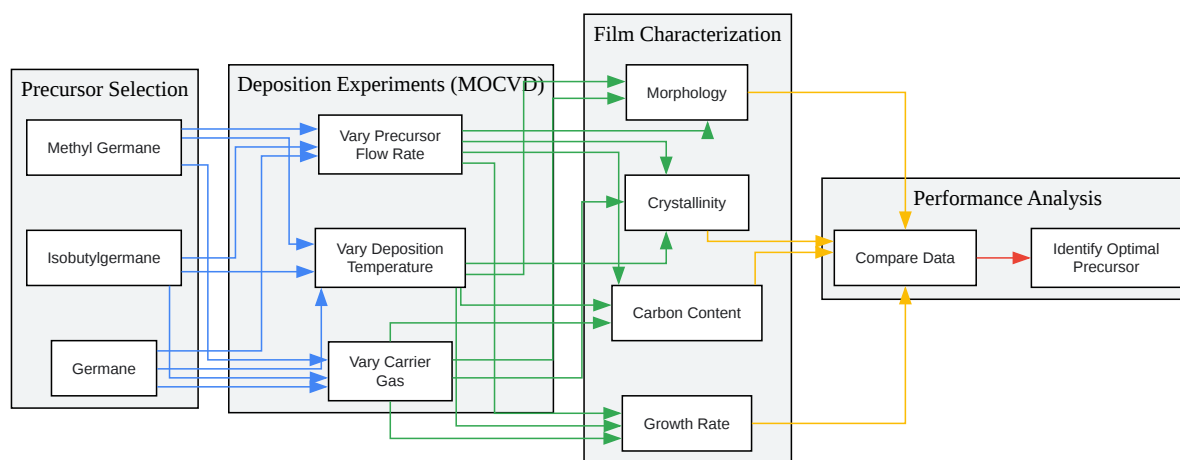 Precursor Selection
Methyl Germane
Isobutylgermane
Germane
Deposition Experiments (MOCVD)
Vary Precursor
Flow Rate
Vary Deposition
Temperature
Vary Carrier
Gas
Film Characterization
Morphology
Crystallinity
Carbon Content
Growth Rate
Performance Analysis
Compare Data
Identify Optimal
Precursor